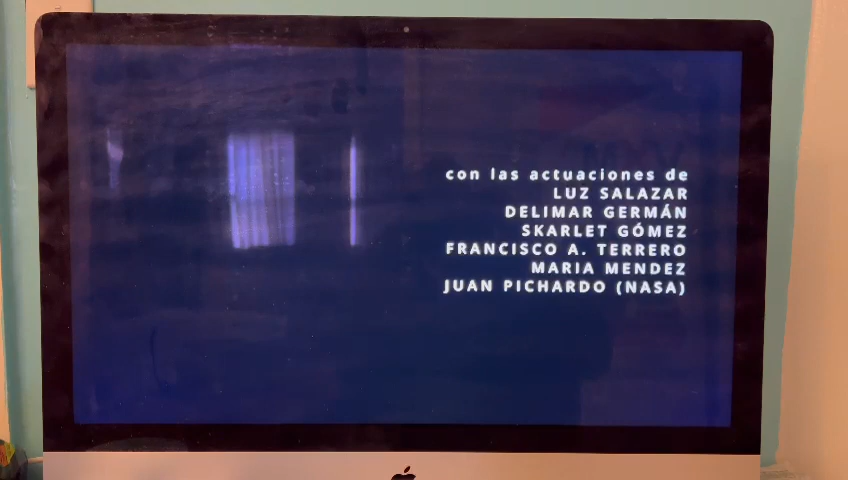 con las actuaciones de
LUZ SALAZAR
DELIMAR GERMÁN
SKARLET GÓMEZ
FRANCISCO A. TERRERO
MARIA MENDEZ
JUAN PICHARDO (NASA)